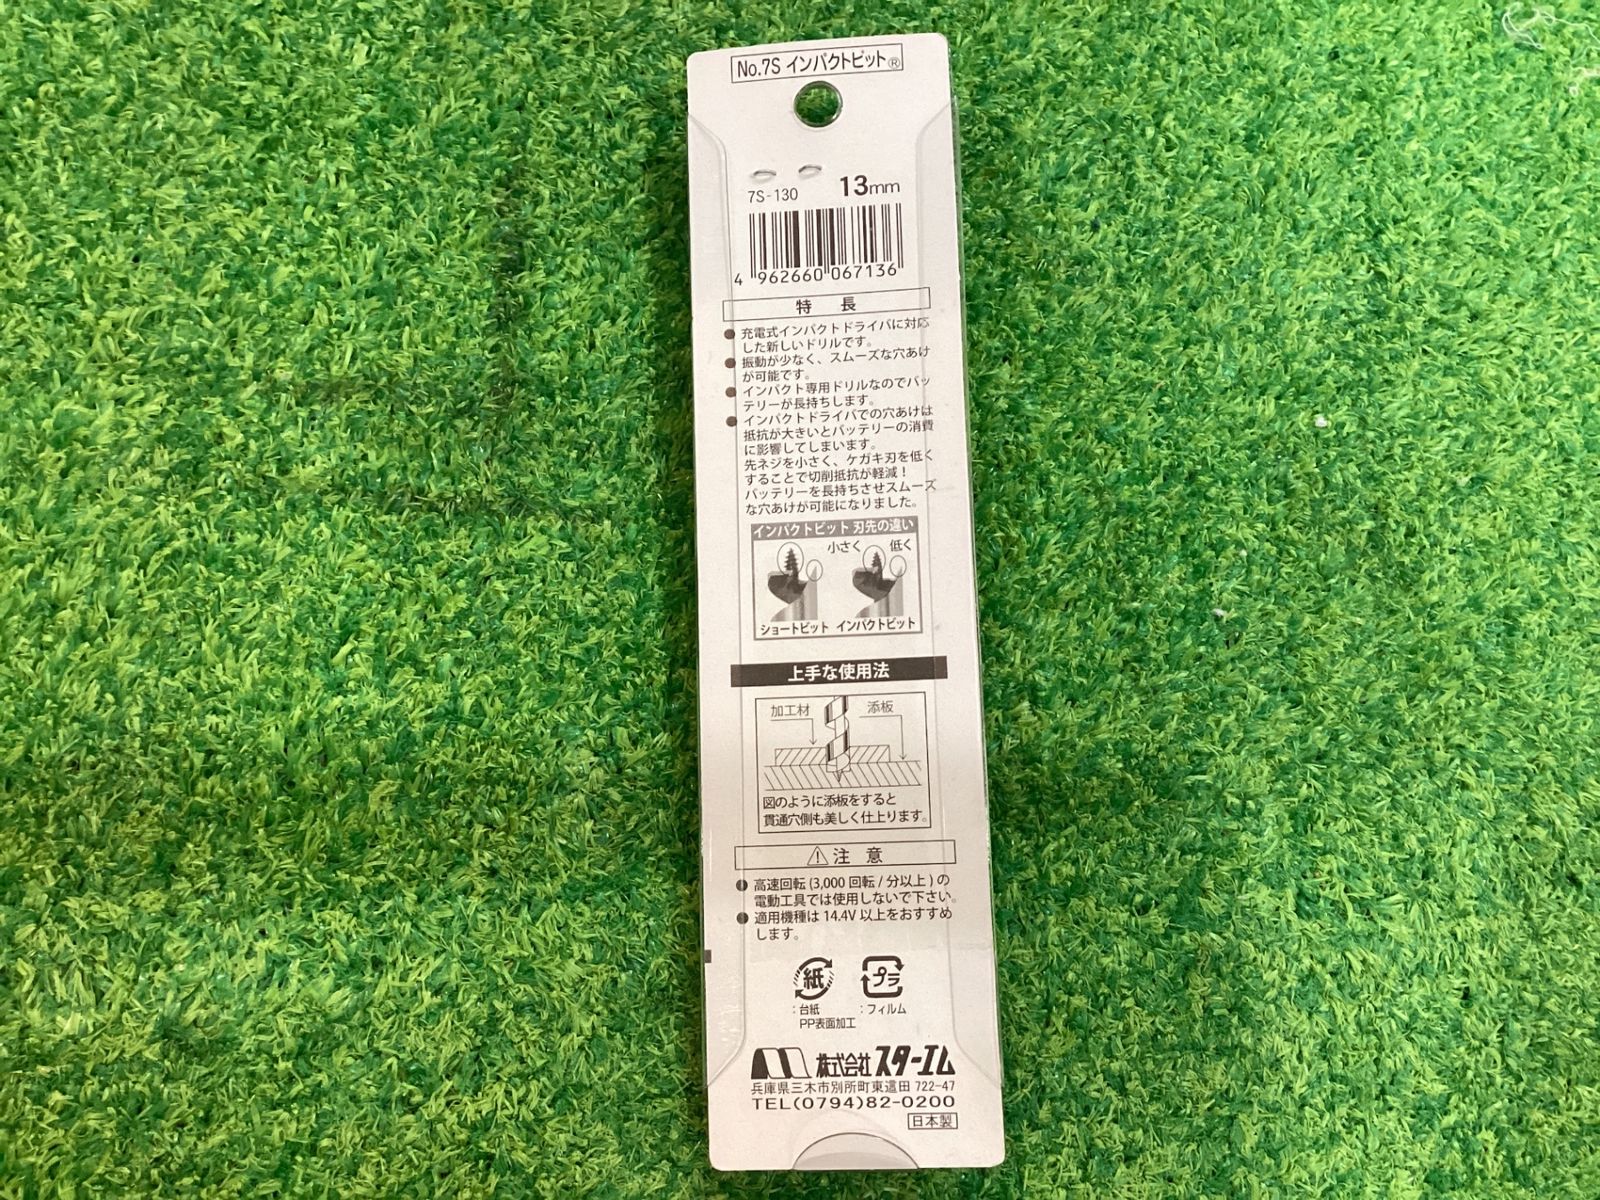 No.7S インパクトビット®
7S-130 13mm
4 962660 067136
特 長
●充電式インパクトドライバに対応
した新しいドリルです。
●振動が少なく、スムーズな穴あけ
が可能です。
●インパクト専用ドリルなのでバッ
テリーが長持ちします。
●インパクトドライバでの穴あけは
抵抗が大きいとバッテリーの消費
に影響してしまいます。
先ネジを小さく、ケガキ刃を低く
することで切削抵抗が軽減！
バッテリーを長持ちさせスムーズ
な穴あけが可能になりました。
インパクトビット 刃先の違い
小さく 低く
ショートビット インパクトビット
上手な使用法
加工材 添板
図のように添板をすると
貫通穴側も美しく仕上ります。
⚠注 意
●高速回転(3,000 回転/分以上)の
電動工具では使用しないで下さい。
●適用機種は 14.4V 以上をおすすめ
します。
紙 プラ
：台紙 ：フィルム
PP表面加工
株式会社スターエム
兵庫県三木市別所町東這田 722-47
TEL(0794)82-0200
日本製